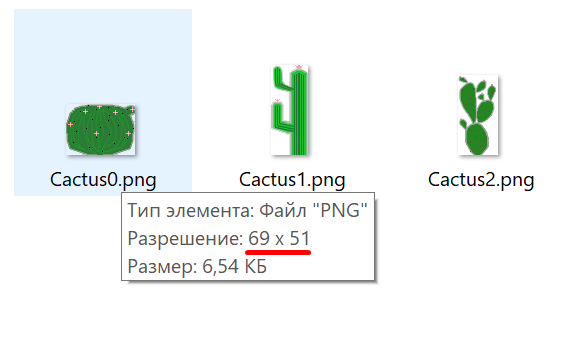 Cactus0.png
Cactus1.png
Cactus2.png
Тип элемента: Файл "PNG"
Разрешение: 69 x 51
Размер: 6,54 КБ